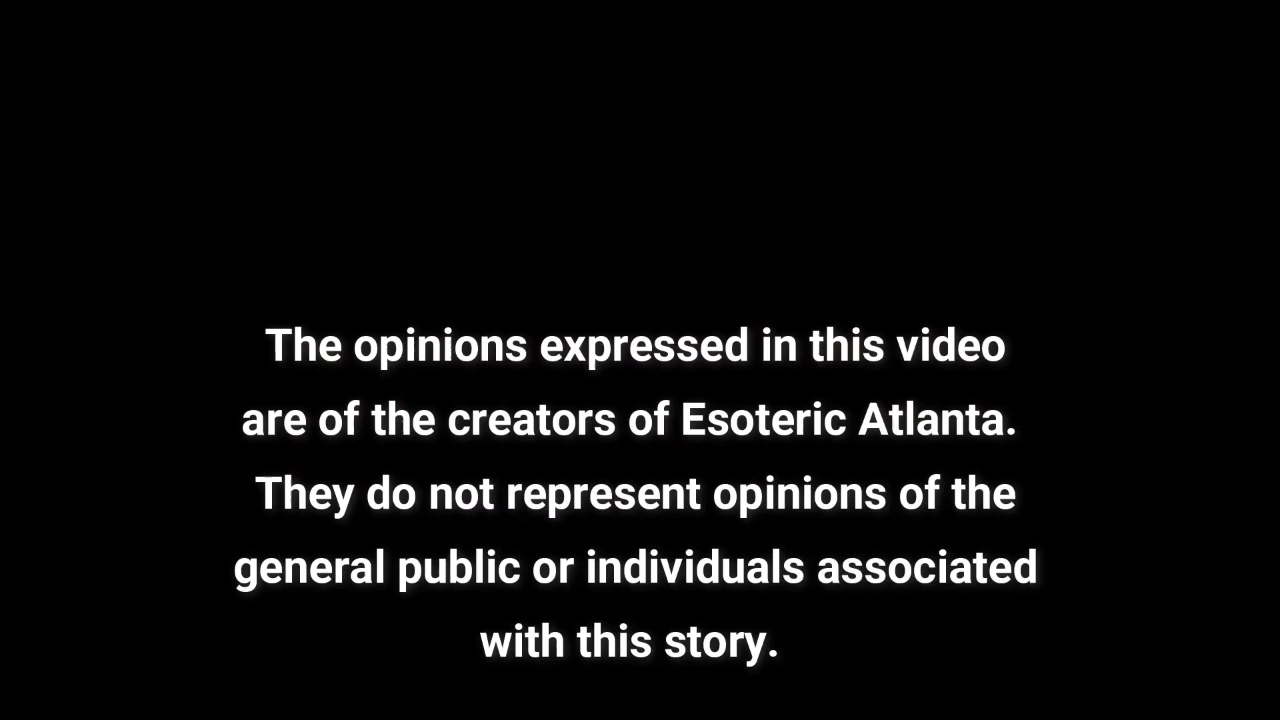 The opinions expressed in this video
are of the creators of Esoteric Atlanta.
They do not represent opinions of the
general public or individuals associated
with this story.